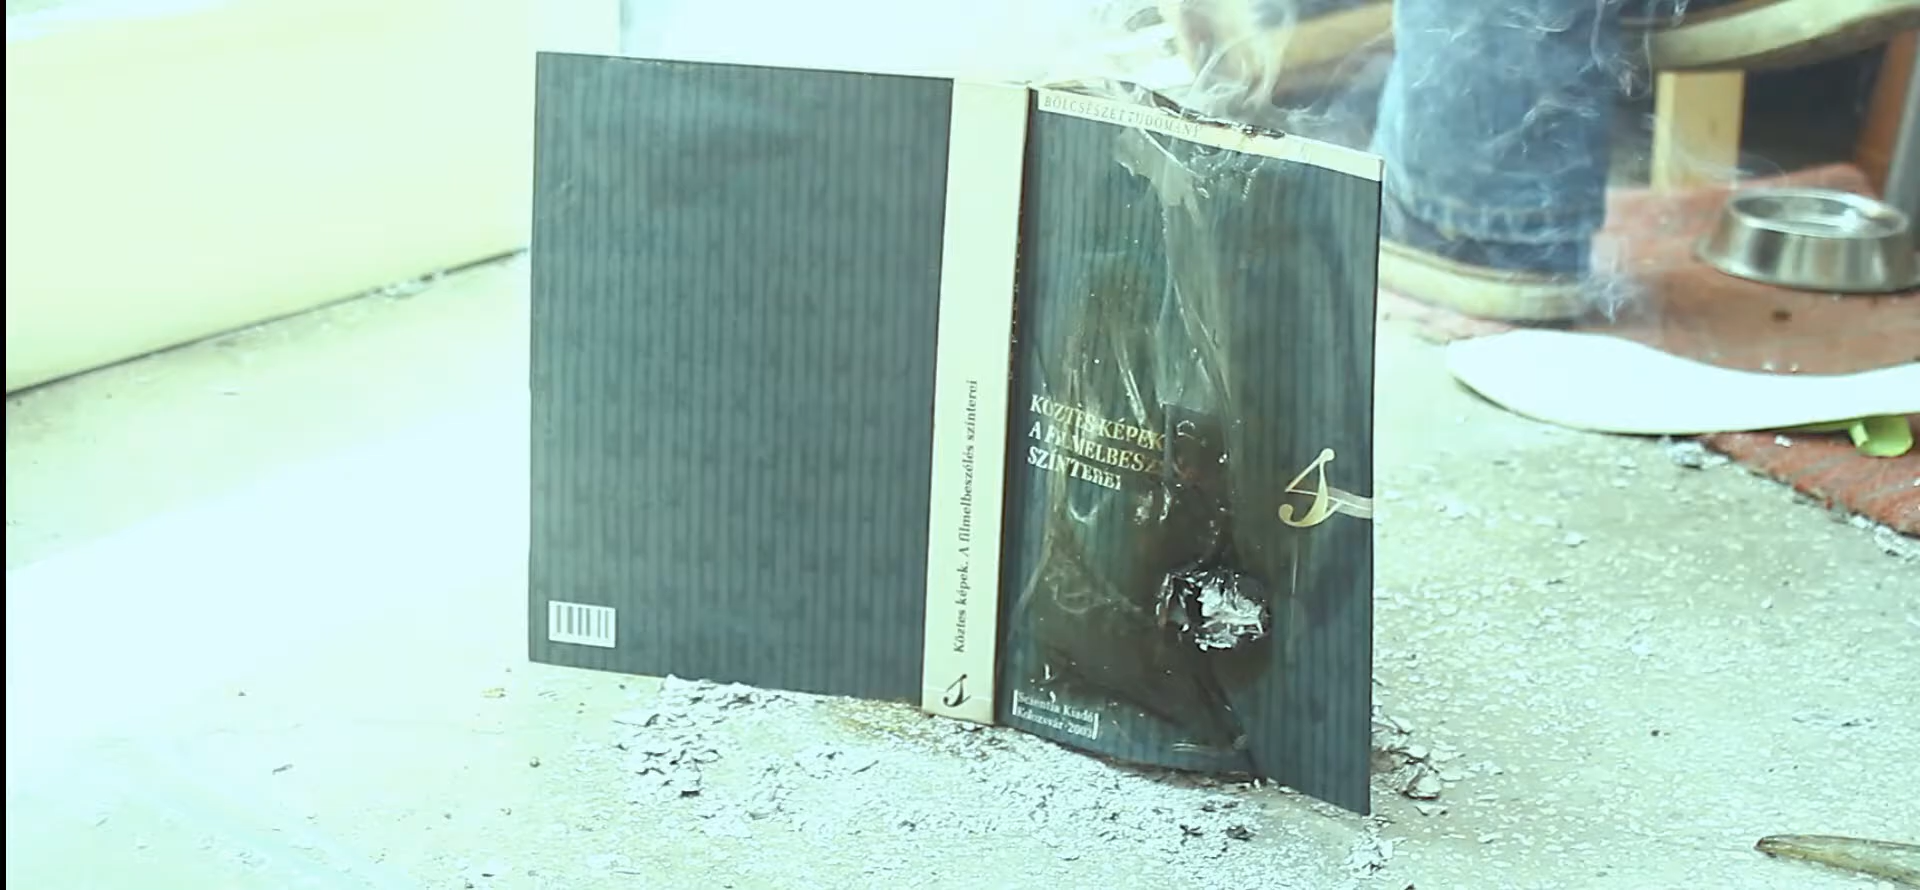 BÖLCSÉSZETTUDOMÁNY
Köztes képek. A filmelbeszélés színterei
KÖZTES KÉPEK
A FILMELBESZ
SZÍNTEREI
Scientia Kiadó
Kolozsvár·2003